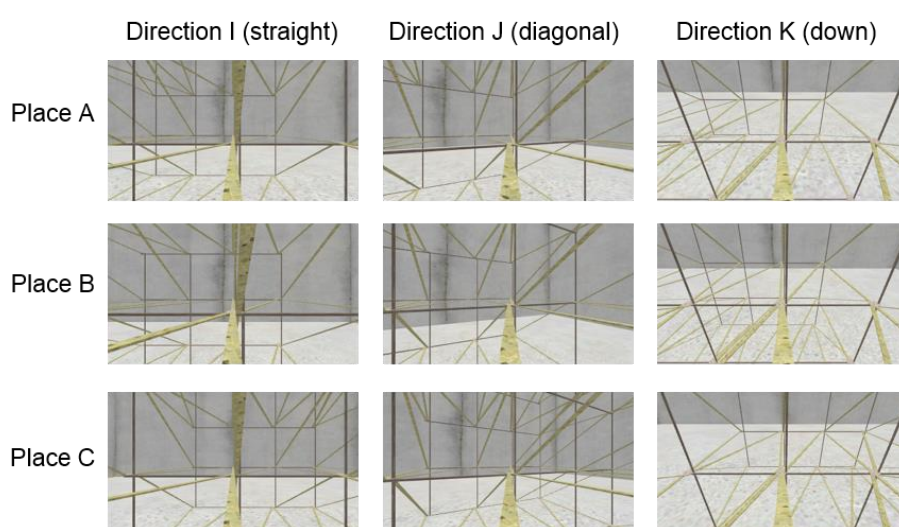 Direction I (straight) Direction J (diagonal) Direction K (down)
Place A
Place B
Place C